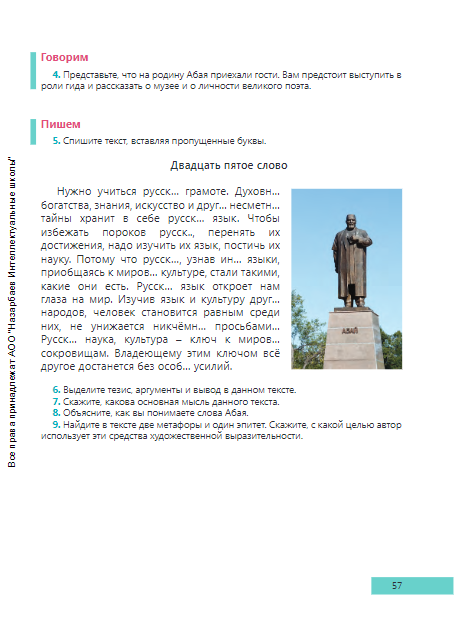 Говорим
4. Представьте, что на родину Абая приехали гости. Вам предстоит выступить в
роли гида и рассказать о музее и о личности великого поэта.
Пишем
5. Спишите текст, вставляя пропущенные буквы.
Двадцать пятое слово
Нужно учиться русск... грамоте. Духовн...
богатства, знания, искусство и друг... несметн...
тайны хранит в себе русск... язык. Чтобы
избежать пороков русск.., перенять их
достижения, надо изучить их язык, постичь их
науку. Потому что русск..., узнав ин... языки,
приобщаясь к миров... культуре, стали такими,
какие они есть. Русск... язык откроет нам
глаза на мир. Изучив язык и культуру друг...
народов, человек становится равным среди
них, не унижается никчёмн... просьбами...
Русск... наука, культура – ключ к миров...
сокровищам. Владеющему этим ключом всё
другое достанется без особ... усилий.
АБАЙ
6. Выделите тезис, аргументы и вывод в данном тексте.
7. Скажите, какова основная мысль данного текста.
8. Объясните, как вы понимаете слова Абая.
9. Найдите в тексте две метафоры и один эпитет. Скажите, с какой целью автор
использует эти средства художественной выразительности.
Все права принадлежат АОО "Назарбаев Интеллектуальные школы"
57